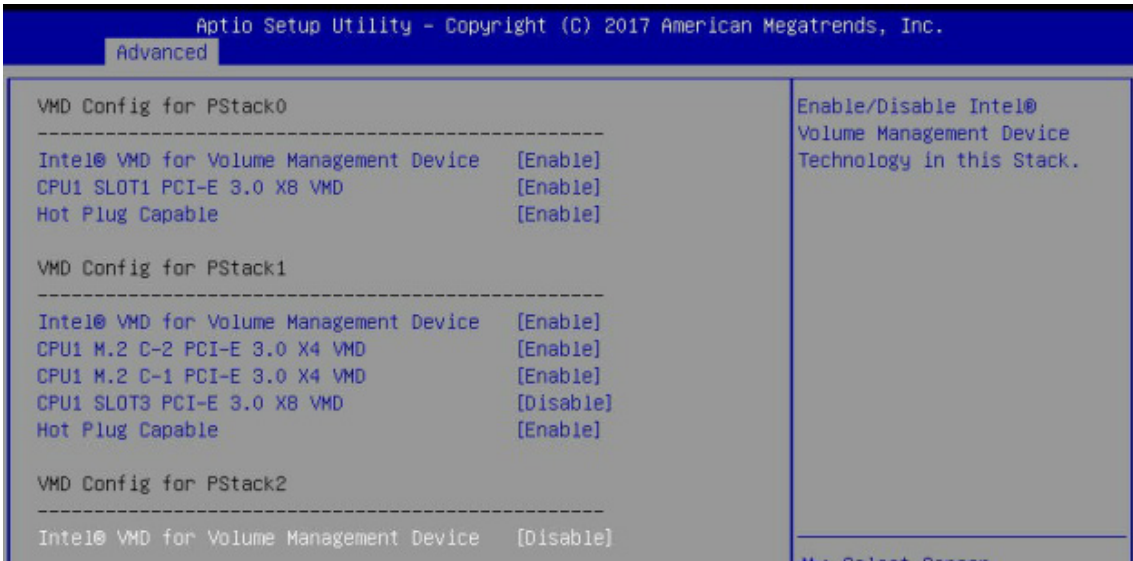 Aptio Setup Utility – Copyright (C) 2017 American Megatrends, Inc.
Advanced
VMD Config for PStack0
Intel® VMD for Volume Management Device [Enable]
CPU1 SLOT1 PCI-E 3.0 X8 VMD [Enable]
Hot Plug Capable [Enable]
VMD Config for PStack1
Intel® VMD for Volume Management Device [Enable]
CPU1 M.2 C-2 PCI-E 3.0 X4 VMD [Enable]
CPU1 M.2 C-1 PCI-E 3.0 X4 VMD [Enable]
CPU1 SLOT3 PCI-E 3.0 X8 VMD [Disable]
Hot Plug Capable [Enable]
VMD Config for PStack2
Intel® VMD for Volume Management Device [Disable]
Enable/Disable Intel®
Volume Management Device
Technology in this Stack.